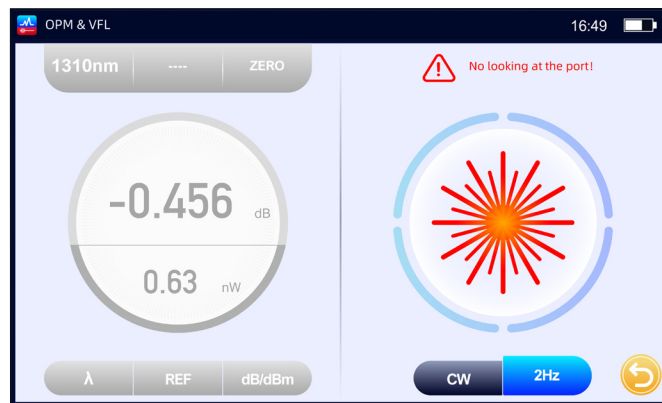 OPM & VFL
16:49
1310nm
----
ZERO
No looking at the port!
-0.456 dB
0.63 nW
λ
REF
dB/dBm
CW
2Hz